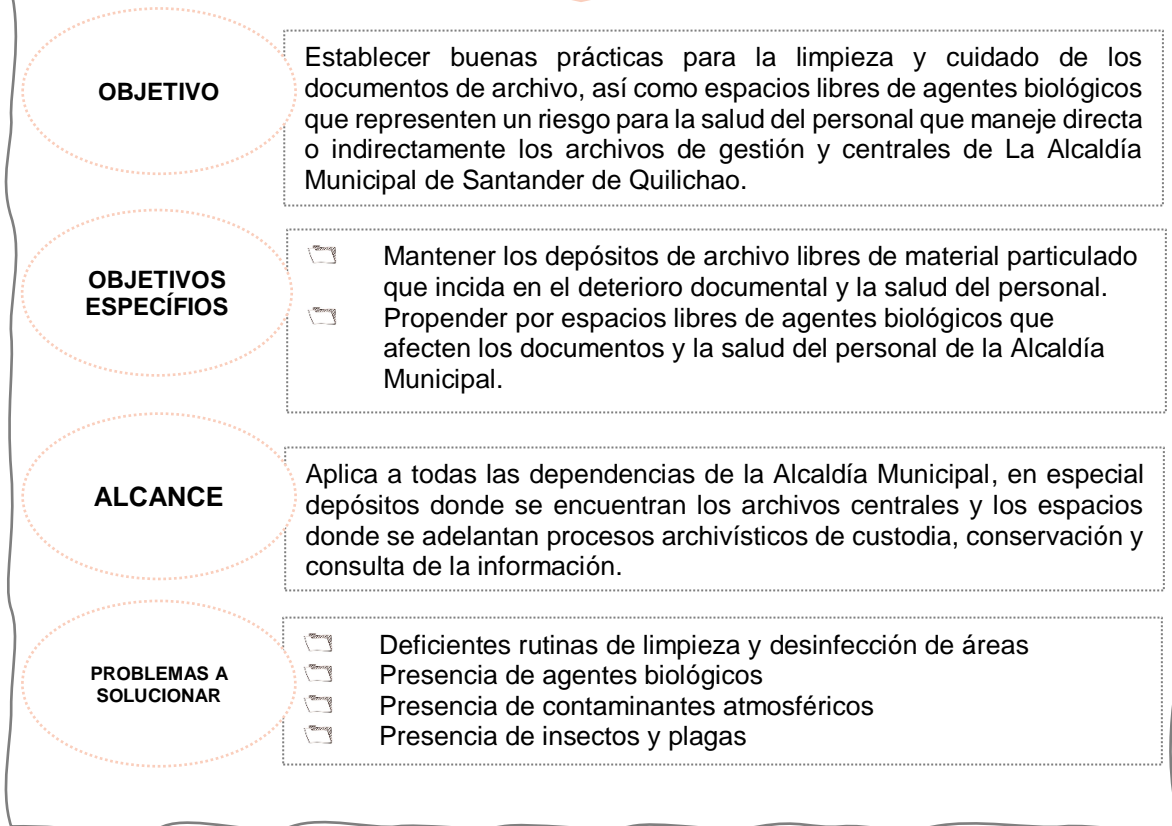 OBJETIVO
Establecer buenas prácticas para la limpieza y cuidado de los
documentos de archivo, así como espacios libres de agentes biológicos
que representen un riesgo para la salud del personal que maneje directa
o indirectamente los archivos de gestión y centrales de La Alcaldía
Municipal de Santander de Quilichao.
OBJETIVOS
ESPECÍFIOS
Mantener los depósitos de archivo libres de material particulado
que incida en el deterioro documental y la salud del personal.
Propender por espacios libres de agentes biológicos que
afecten los documentos y la salud del personal de la Alcaldía
Municipal.
ALCANCE
Aplica a todas las dependencias de la Alcaldía Municipal, en especial
depósitos donde se encuentran los archivos centrales y los espacios
donde se adelantan procesos archivísticos de custodia, conservación y
consulta de la información.
PROBLEMAS A
SOLUCIONAR
Deficientes rutinas de limpieza y desinfección de áreas
Presencia de agentes biológicos
Presencia de contaminantes atmosféricos
Presencia de insectos y plagas